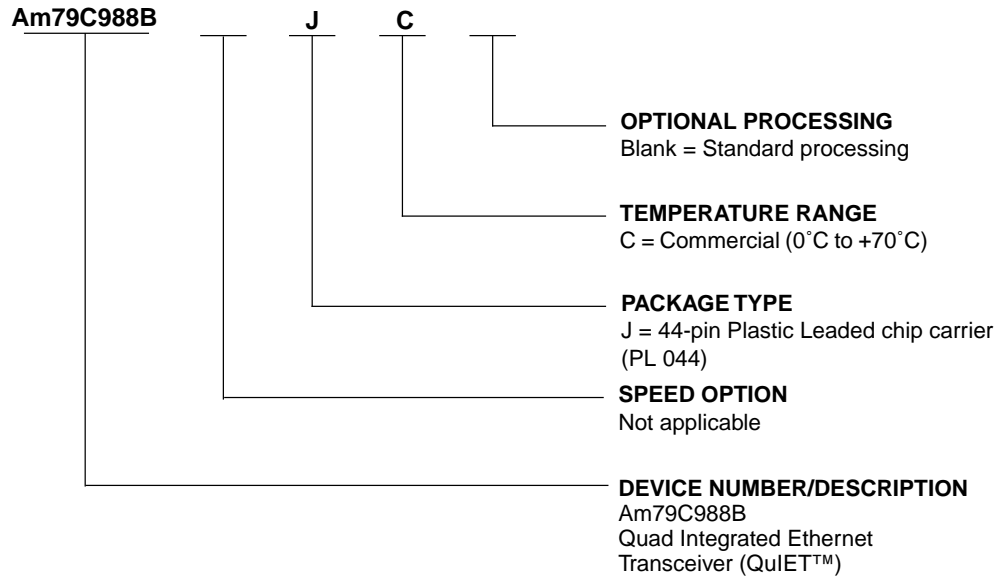 Am79C988B J C
OPTIONAL PROCESSING
Blank = Standard processing
TEMPERATURE RANGE
C = Commercial (0˚C to +70˚C)
PACKAGE TYPE
J = 44-pin Plastic Leaded chip carrier
(PL 044)
SPEED OPTION
Not applicable
DEVICE NUMBER/DESCRIPTION
Am79C988B
Quad Integrated Ethernet
Transceiver (QuIET™)